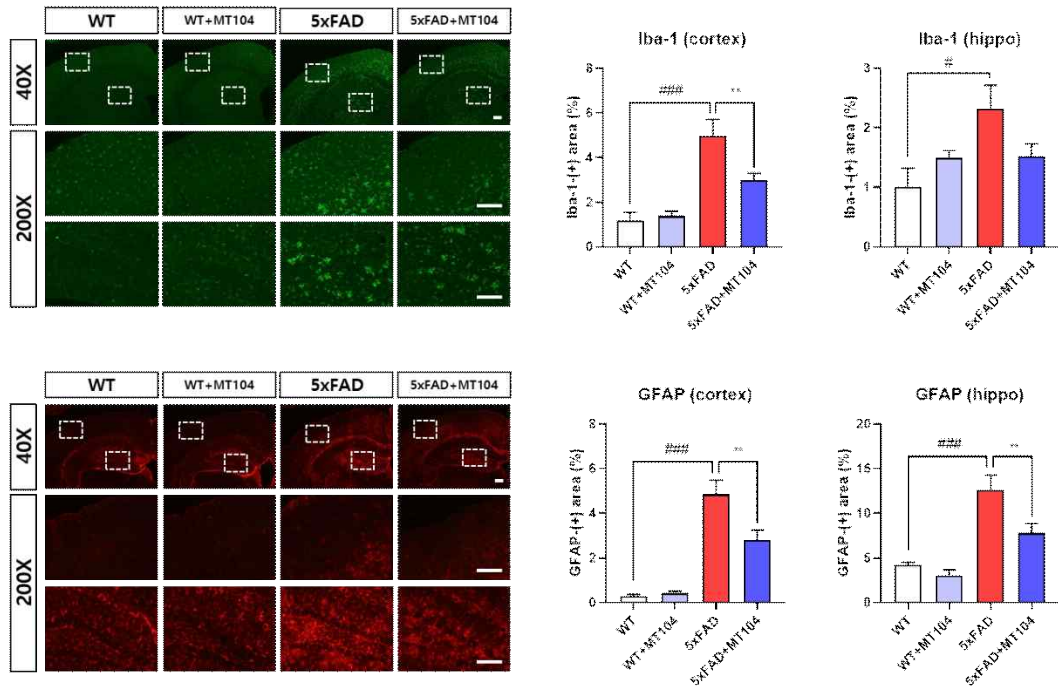 WT WT+MT104 5xFAD 5xFAD+MT104
40X
200X
Iba-1 (cortex)
Iba-1-(+) area (%)
8
6
4
2
0
###
**
WT
WT+MT104
5xFAD
5xFAD+MT104
Iba-1 (hippo)
Iba-1-(+) area (%)
3
2
1
0
#
WT
WT+MT104
5xFAD
5xFAD+MT104
WT WT+MT104 5xFAD 5xFAD+MT104
40X
200X
GFAP (cortex)
GFAP-(+) area (%)
8
6
4
2
0
###
**
WT
WT+MT104
5xFAD
5xFAD+MT104
GFAP (hippo)
GFAP-(+) area (%)
20
15
10
5
0
###
**
WT
WT+MT104
5xFAD
5xFAD+MT104